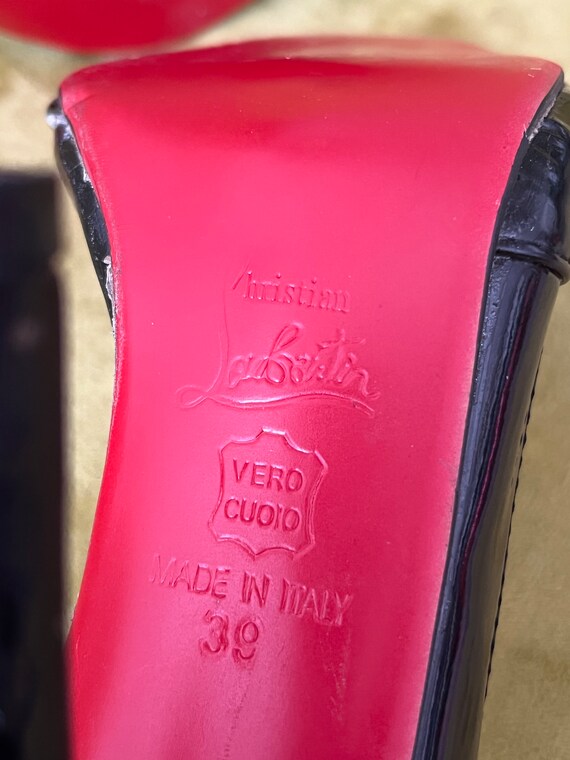 Christian
Louboutin
VERO
CUOIO
MADE IN ITALY
39